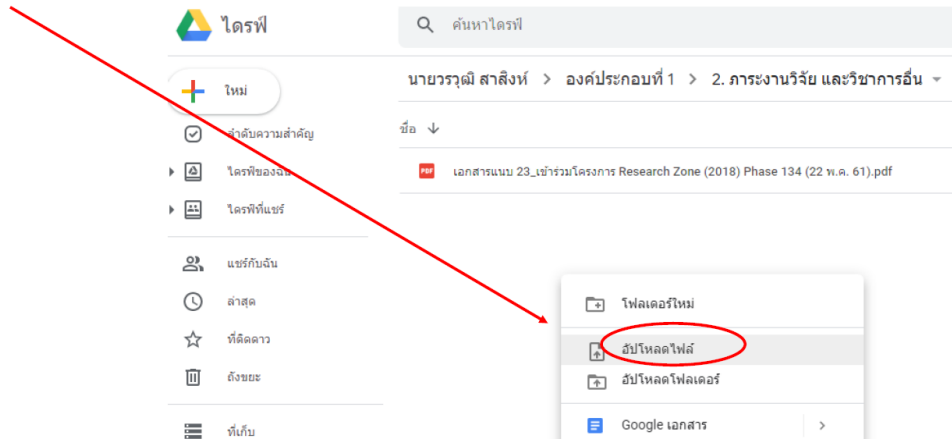 ไดรฟ์
ค้นหาไดรฟ์
ใหม่
นายวรวุฒิ สาสิงห์ > องค์ประกอบที่ 1 > 2. ภาระงานวิจัย และวิชาการอื่น
ลำดับความสำคัญ
ชื่อ
ไดรฟ์ของฉัน
PDF เอกสารแนบ 23_เข้าร่วมโครงการ Research Zone (2018) Phase 134 (22 พ.ค. 61).pdf
ไดรฟ์ที่แชร์
แชร์กับฉัน
ล่าสุด
ที่ติดดาว
ถังขยะ
ที่เก็บ
โฟลเดอร์ใหม่
อัปโหลดไฟล์
อัปโหลดโฟลเดอร์
Google เอกสาร